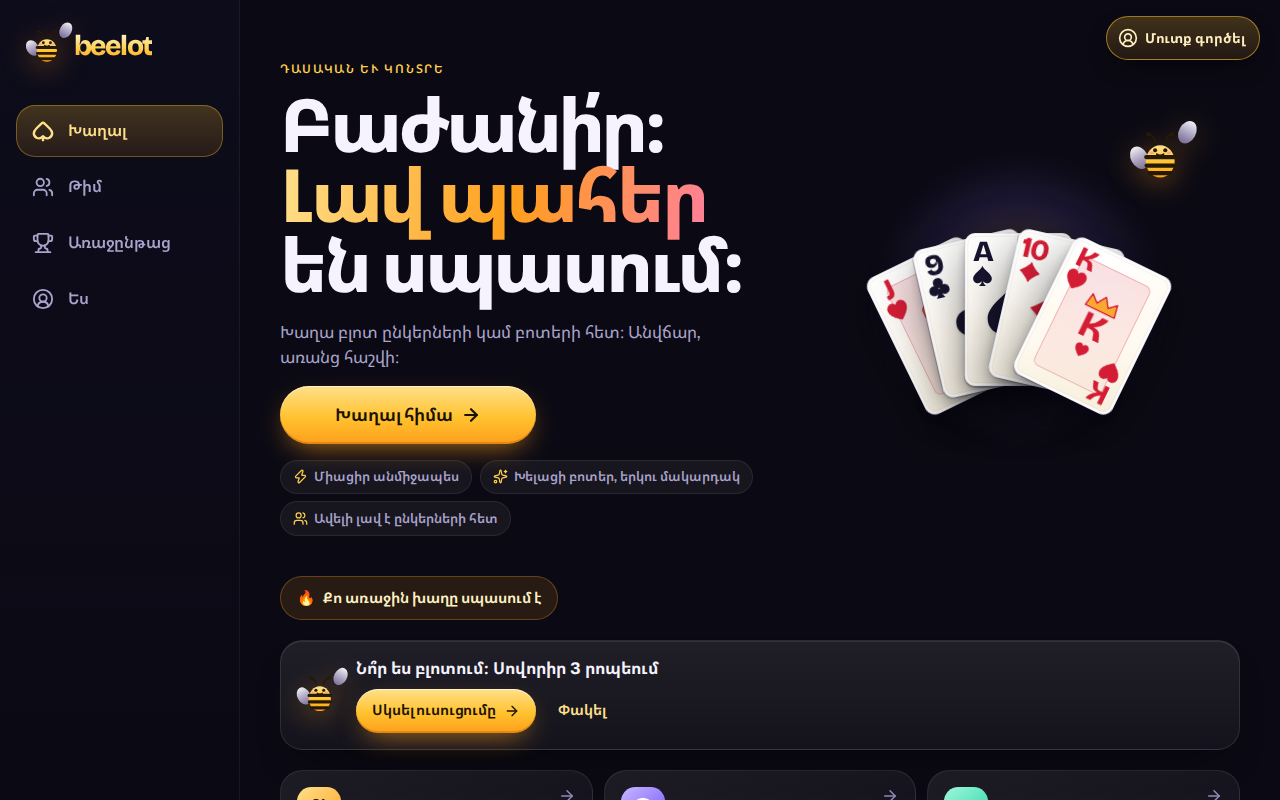 beelot
Մուտք գործել
Խաղալ
Թիմ
Առաջընթաց
Ես
ԴԱՍԱԿԱՆ ԵՒ ԿՈՆՏՐԵ
Բաժանի՛ր։
Լավ պահեր
են սպասում։
Խաղա բլոտ ընկերների կամ բոտերի հետ։ Անվճար,
առանց հաշվի։
Խաղալ հիմա
Միացիր անմիջապես
Խելացի բոտեր, երկու մակարդակ
Ավելի լավ է ընկերների հետ
J
9
A
10
K
K
K
Քո առաջին խաղը սպասում է
Նո՞ր ես բլոտում։ Սովորիր 3 րոպեում
Սկսել ուսուցումը
Փակել